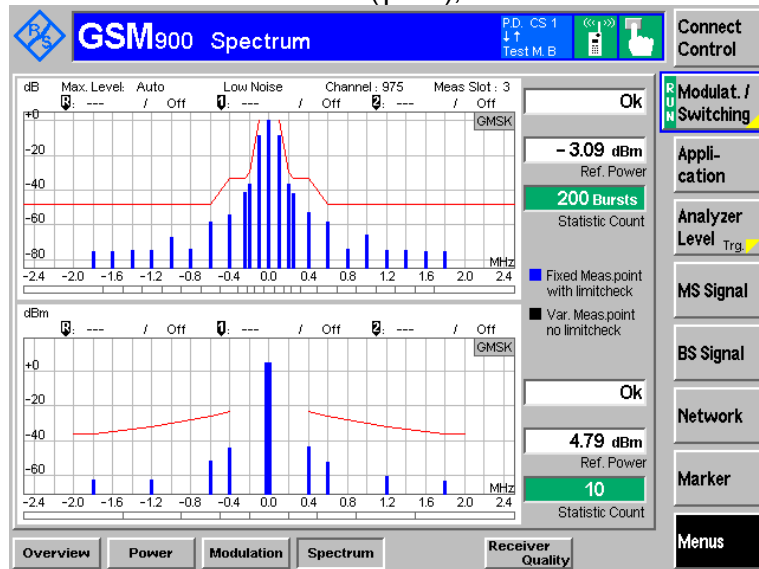 R/S
GSM900 Spectrum
P.D. CS 1
↓↑
Test M. B
Connect
Control
dB Max. Level: Auto Low Noise Channel : 975 Meas Slot : 3
R: --- / Off 1: --- / Off 2: --- / Off
GMSK
+0
-20
-40
-60
-80
MHz
-2.4 -2.0 -1.6 -1.2 -0.8 -0.4 0.0 0.4 0.8 1.2 1.6 2.0 2.4
Ok
- 3.09 dBm
Ref. Power
200 Bursts
Statistic Count
Fixed Meas.point
with limitcheck
Var. Meas.point
no limitcheck
dBm
R: --- / Off 1: --- / Off 2: --- / Off
GMSK
+0
-20
-40
-60
MHz
-2.4 -2.0 -1.6 -1.2 -0.8 -0.4 0.0 0.4 0.8 1.2 1.6 2.0 2.4
Ok
4.79 dBm
Ref. Power
10
Statistic Count
RUN
Modulat. /
Switching
Appli-
cation
Analyzer
Level Trg.
MS Signal
BS Signal
Network
Marker
Menus
Overview
Power
Modulation
Spectrum
Receiver
Quality